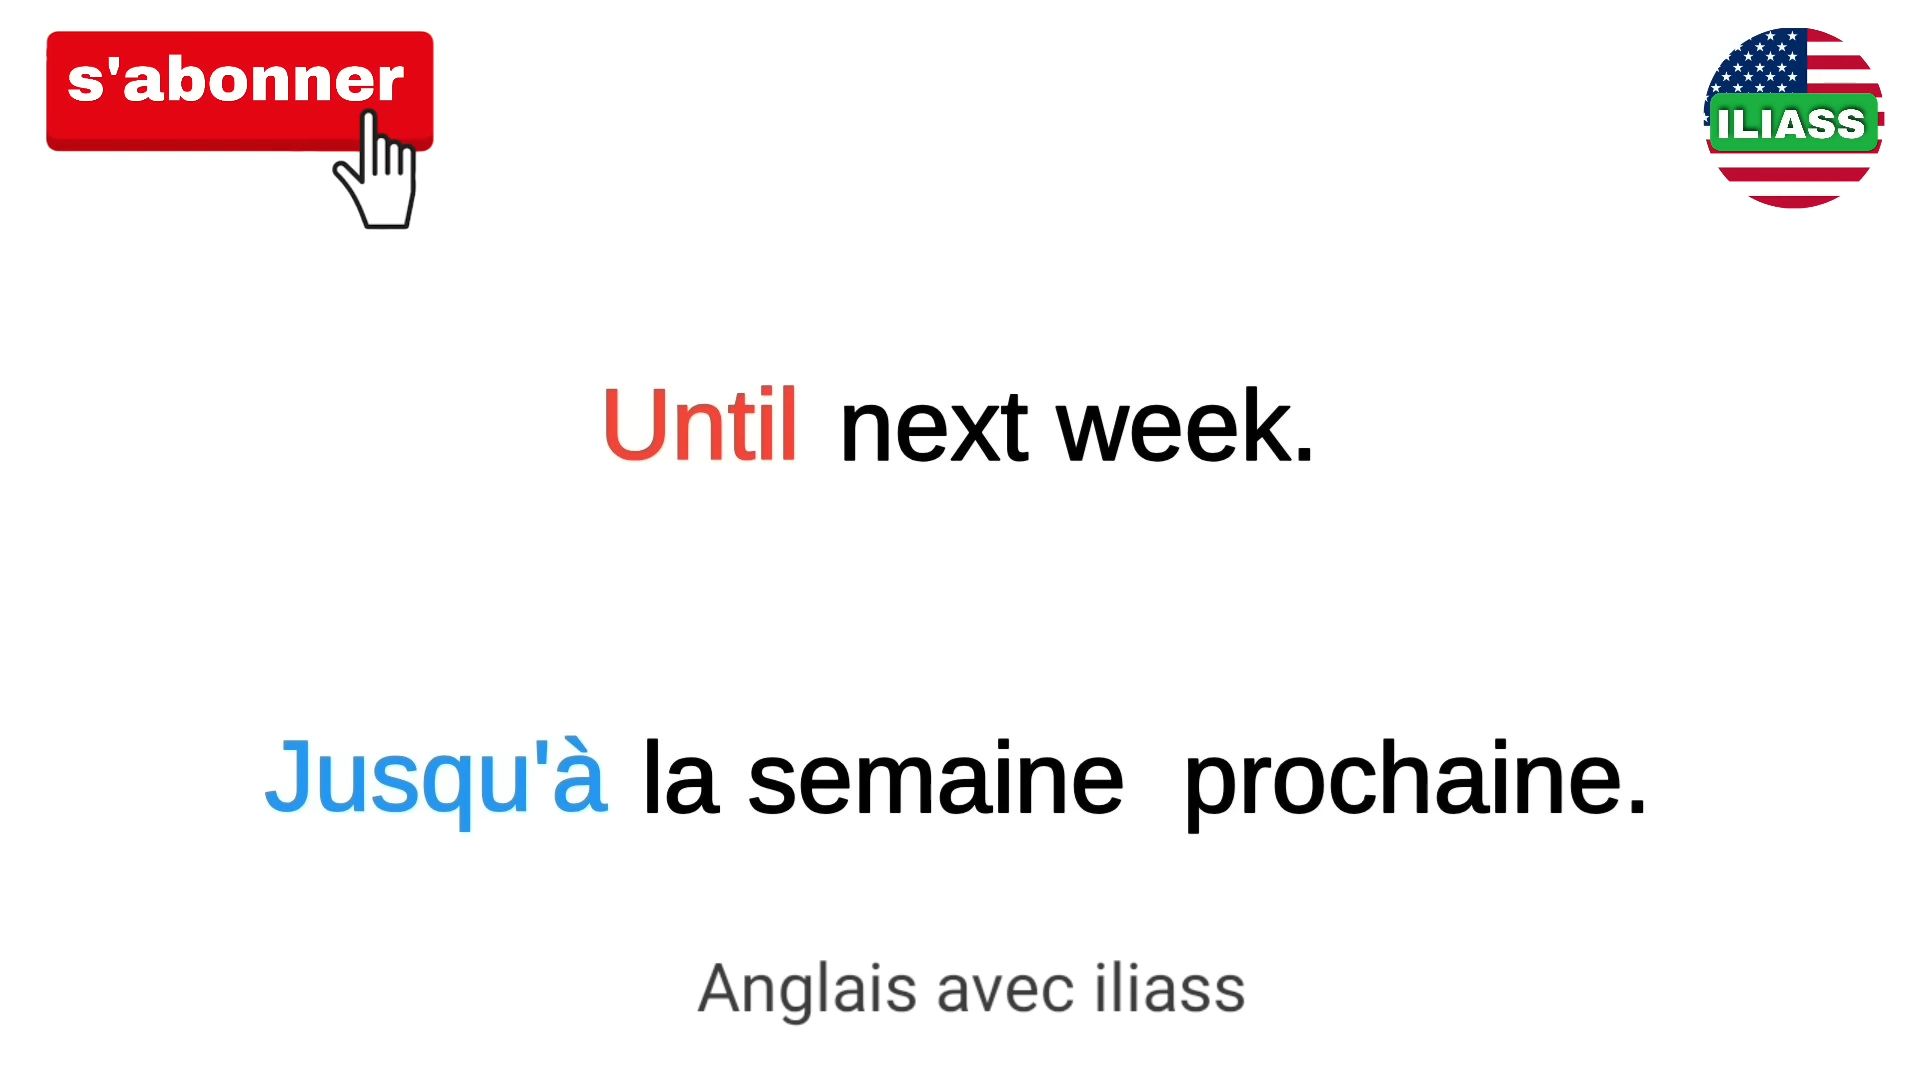 s'abonner
ILIASS
Until next week.
Jusqu'à la semaine prochaine.
Anglais avec iliass